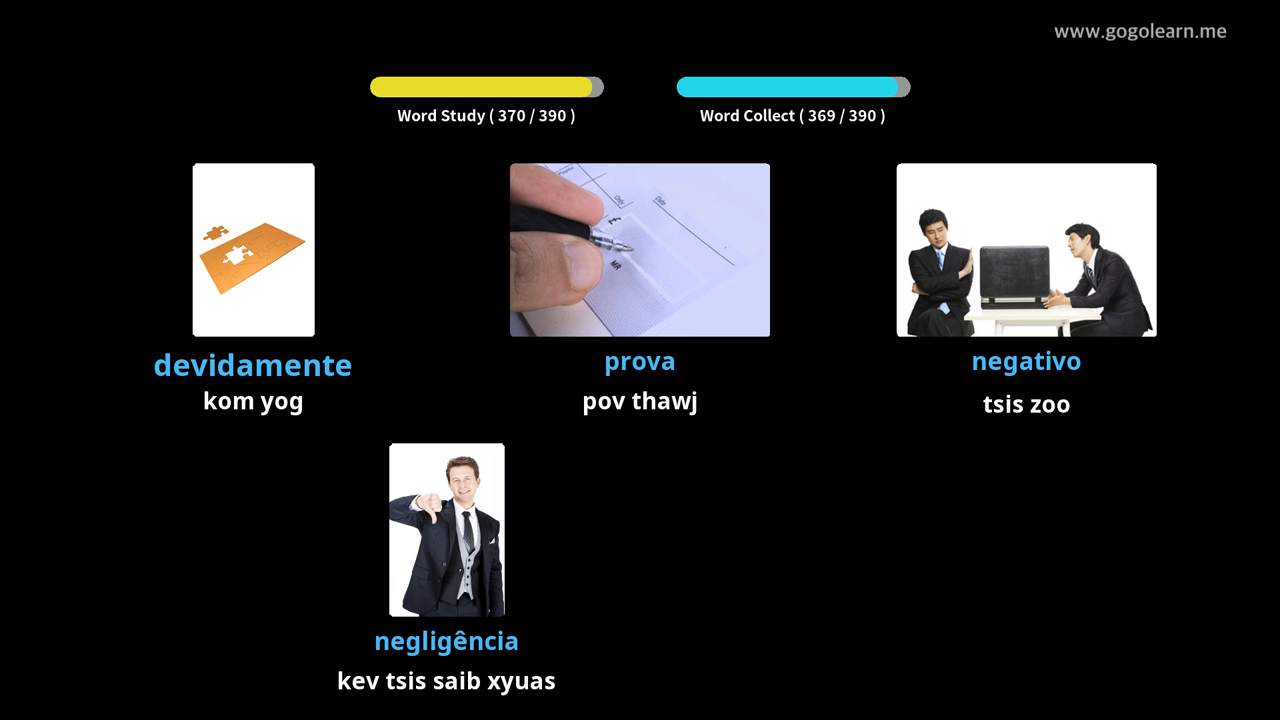 www.gogolearn.me
Word Study ( 370 / 390 )
Word Collect ( 369 / 390 )
devidamente
kom yog
prova
pov thawj
negativo
tsis zoo
negligência
kev tsis saib xyuas